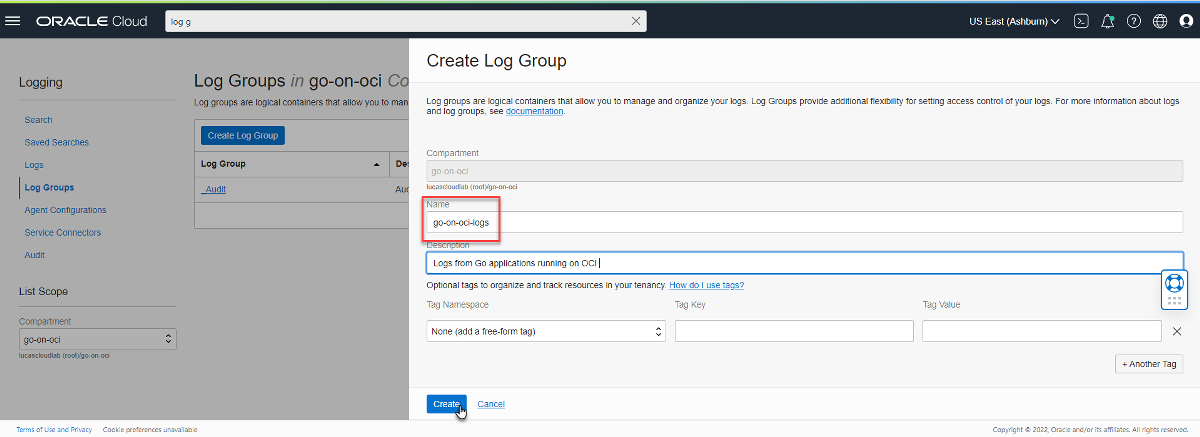 ORACLE Cloud
log g
US East (Ashburn)
Logging
Search
Saved Searches
Logs
Log Groups
Agent Configurations
Service Connectors
Audit
List Scope
Compartment
go-on-oci
lucascloudlab (root)/go-on-oci
Log Groups in go-on-oci Co
Log groups are logical containers that allow you to man
Create Log Group
Log Group
Des
_Audit
Aud
Create Log Group
Log groups are logical containers that allow you to manage and organize your logs. Log Groups provide additional flexibility for setting access control of your logs. For more information about logs
and log groups, see documentation.
Compartment
go-on-oci
lucascloudlab (root)/go-on-oci
Name
go-on-oci-logs
Description
Logs from Go applications running on OCI
Optional tags to organize and track resources in your tenancy. How do I use tags?
Tag Namespace Tag Key Tag Value
None (add a free-form tag)
+ Another Tag
Create Cancel
Terms of Use and Privacy Cookie preferences unavailable
Copyright © 2022, Oracle and/or its affiliates. All rights reserved.